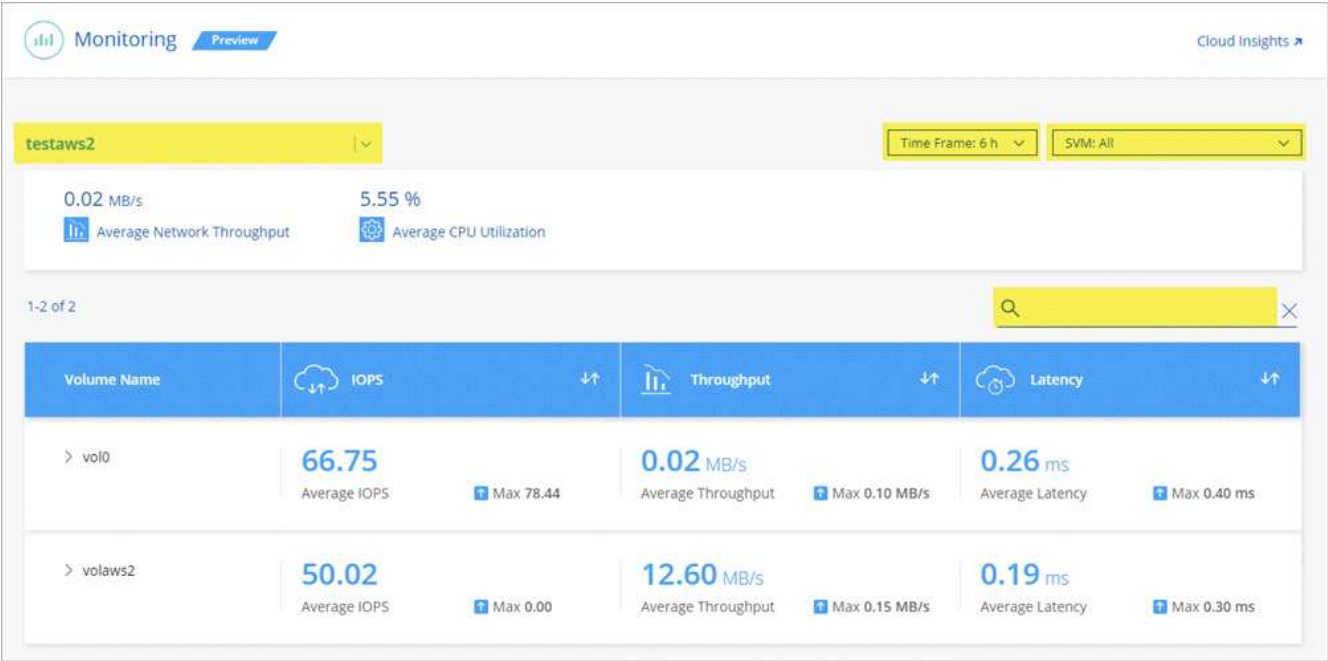 Monitoring Preview Cloud Insights
testaws2 Time Frame: 6 h SVM: All
0.02 MB/s 5.55 %
Average Network Throughput Average CPU Utilization
1-2 of 2
Volume Name IOPS Throughput Latency
vol0 66.75 0.02 MB/s 0.26 ms
Average IOPS Max 78.44 Average Throughput Max 0.10 MB/s Average Latency Max 0.40 ms
volaws2 50.02 12.60 MB/s 0.19 ms
Average IOPS Max 0.00 Average Throughput Max 0.15 MB/s Average Latency Max 0.30 ms